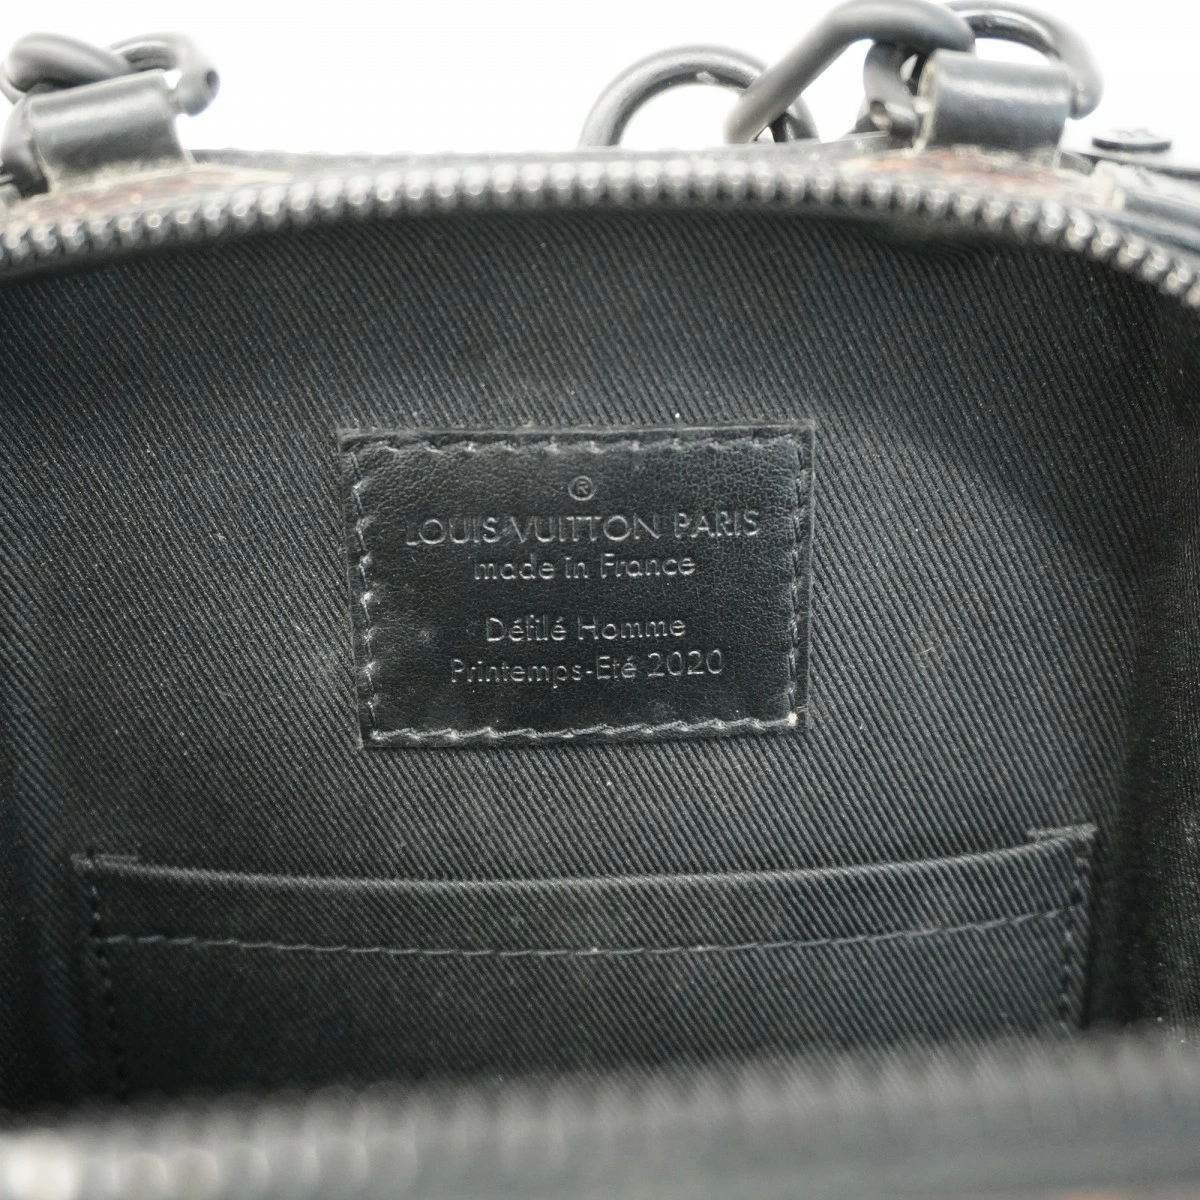 ®
LOUIS VUITTON PARIS
made in France
Défilé Homme
Printemps-Eté 2020